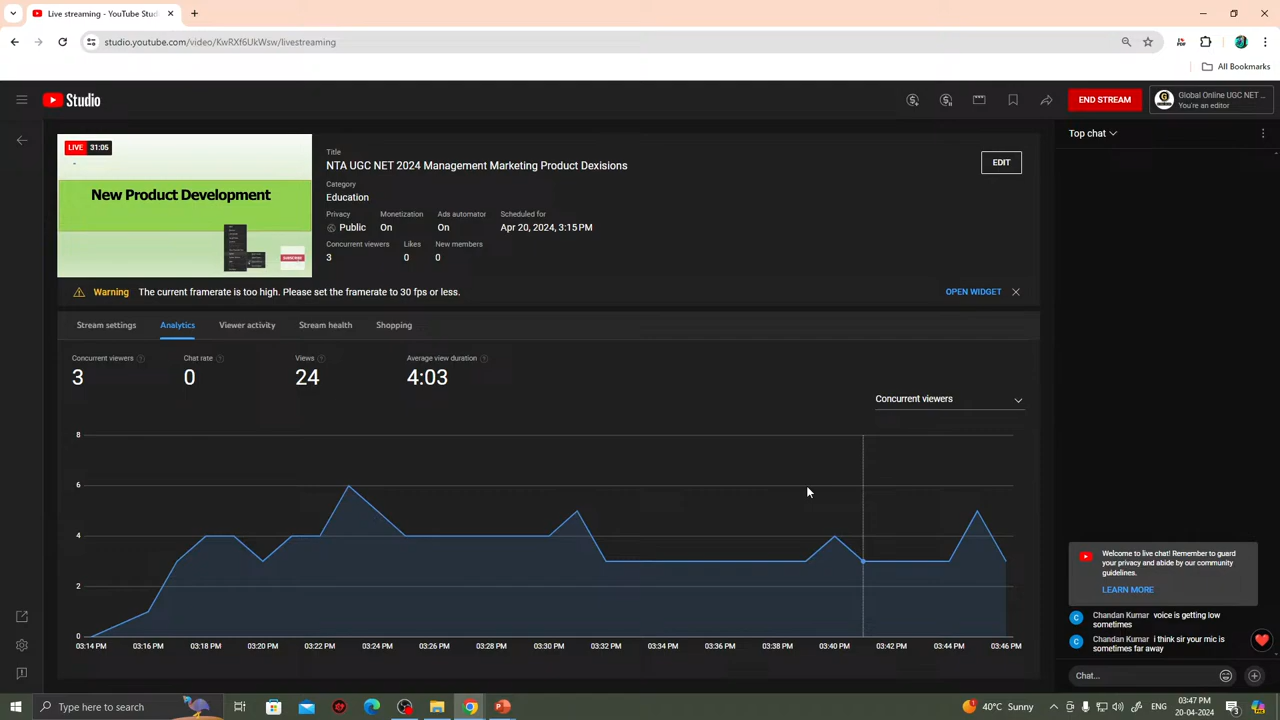 Live streaming - YouTube Stud
studio.youtube.com/video/KwRXf6UkWsw/livestreaming
All Bookmarks
Studio
END STREAM
Global Online UGC NET ...
You're an editor
LIVE 31:05
New Product Development
SUBSCRIBE
Title
NTA UGC NET 2024 Management Marketing Product Dexisions
EDIT
Category
Education
Privacy Monetization Ads automator Scheduled for
Public On On Apr 20, 2024, 3:15 PM
Concurrent viewers Likes New members
3 0 0
Warning The current framerate is too high. Please set the framerate to 30 fps or less.
OPEN WIDGET
Stream settings Analytics Viewer activity Stream health Shopping
Concurrent viewers Chat rate Views Average view duration
3 0 24 4:03
Concurrent viewers
8
6
4
2
0
03:14 PM 03:16 PM 03:18 PM 03:20 PM 03:22 PM 03:24 PM 03:26 PM 03:28 PM 03:30 PM 03:32 PM 03:34 PM 03:36 PM 03:38 PM 03:40 PM 03:42 PM 03:44 PM 03:46 PM
Top chat
Welcome to live chat! Remember to guard
your privacy and abide by our community
guidelines.
LEARN MORE
C Chandan Kumar voice is getting low
sometimes
C Chandan Kumar i think sir your mic is
sometimes far away
Chat...
Type here to search
40°C Sunny
03:47 PM
20-04-2024